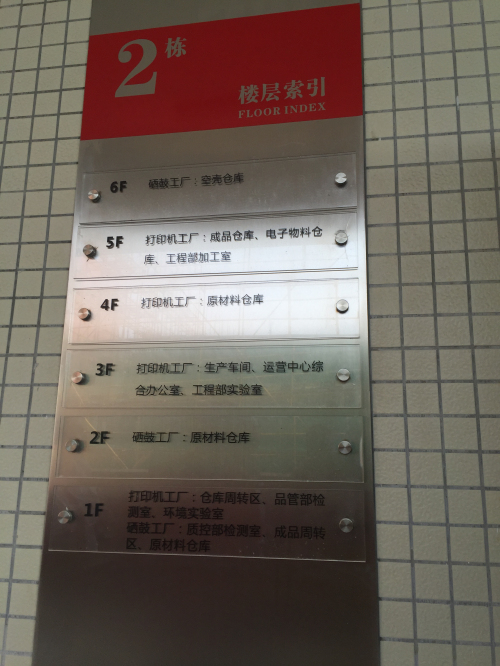 2栋
楼层索引
FLOOR INDEX
6F 硒鼓工厂：空壳仓库
5F 打印机工厂：成品仓库、电子物料仓
库、工程部加工室
4F 打印机工厂：原材料仓库
3F 打印机工厂：生产车间、运营中心综
合办公室、工程部实验室
2F 硒鼓工厂：原材料仓库
1F 打印机工厂：仓库周转区、品管部检
测室、环境实验室
硒鼓工厂：质控部检测室、成品周转
区、原材料仓库